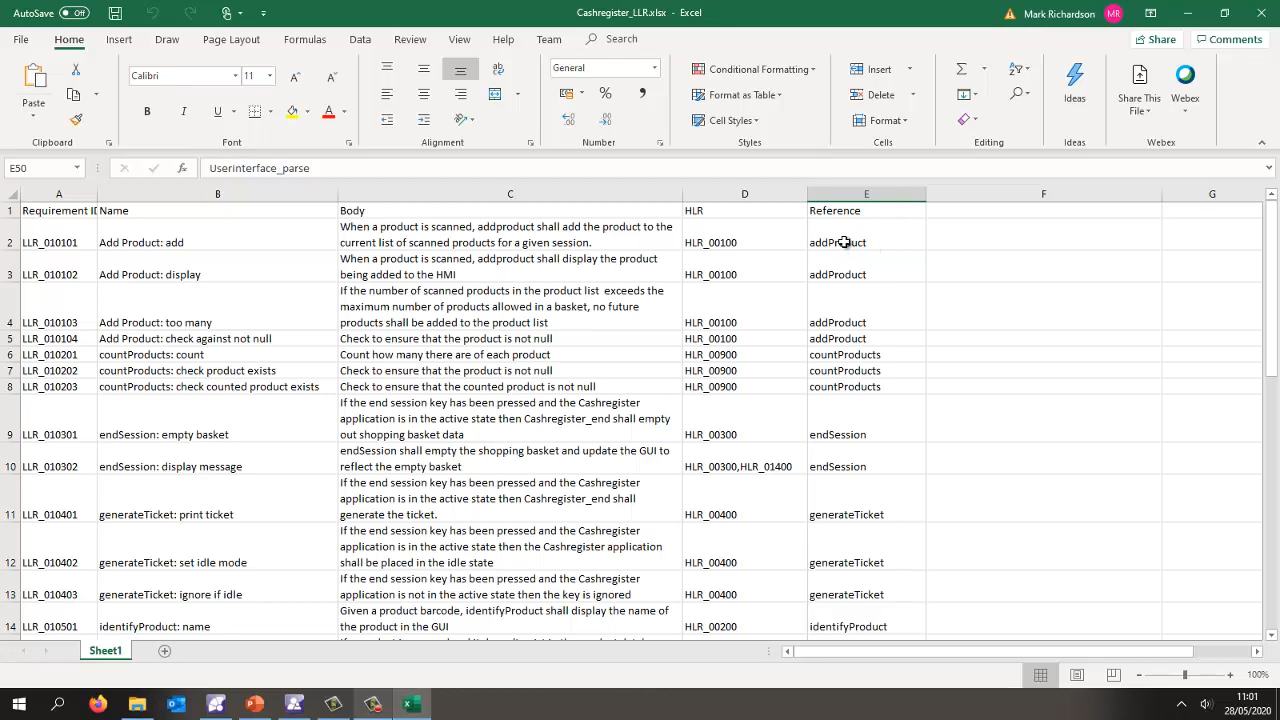 AutoSave Off Cashregister_LLR.xlsx - Excel Mark Richardson MR
File Home Insert Draw Page Layout Formulas Data Review View Help Team Search Share Comments
Paste Calibri 11 B I U A General % Conditional Formatting Format as Table Cell Styles Insert Delete Format Ideas Share This File Webex
Clipboard Font Alignment Number Styles Cells Editing Ideas Webex
E50 fx Userinterface_parse
A B C D E F G
1 Requirement ID Name Body HLR Reference
When a product is scanned, addproduct shall add the product to the
2 LLR_010101 Add Product: add current list of scanned products for a given session. HLR_00100 addProduct
When a product is scanned, addproduct shall display the product
3 LLR_010102 Add Product: display being added to the HMI HLR_00100 addProduct
If the number of scanned products in the product list exceeds the
maximum number of products allowed in a basket, no future
4 LLR_010103 Add Product: too many products shall be added to the product list HLR_00100 addProduct
5 LLR_010104 Add Product: check against not null Check to ensure that the product is not null HLR_00100 addProduct
6 LLR_010201 countProducts: count Count how many there are of each product HLR_00900 countProducts
7 LLR_010202 countProducts: check product exists Check to ensure that the product is not null HLR_00900 countProducts
8 LLR_010203 countProducts: check counted product exists Check to ensure that the counted product is not null HLR_00900 countProducts
If the end session key has been pressed and the Cashregister
application is in the active state then Cashregister_end shall empty
9 LLR_010301 endSession: empty basket out shopping basket data HLR_00300 endSession
endSession shall empty the shopping basket and update the GUI to
10 LLR_010302 endSession: display message reflect the empty basket HLR_00300,HLR_01400 endSession
If the end session key has been pressed and the Cashregister
application is in the active state then Cashregister_end shall
11 LLR_010401 generateTicket: print ticket generate the ticket. HLR_00400 generateTicket
If the end session key has been pressed and the Cashregister
application is in the active state then the Cashregister application
12 LLR_010402 generateTicket: set idle mode shall be placed in the idle state HLR_00400 generateTicket
If the end session key has been pressed and the Cashregister
13 LLR_010403 generateTicket: ignore if idle application is not in the active state then the key is ignored HLR_00400 generateTicket
Given a product barcode, identifyProduct shall display the name of
14 LLR_010501 identifyProduct: name the product in the GUI HLR_00200 identifyProduct
Sheet1
100%
11:01
28/05/2020